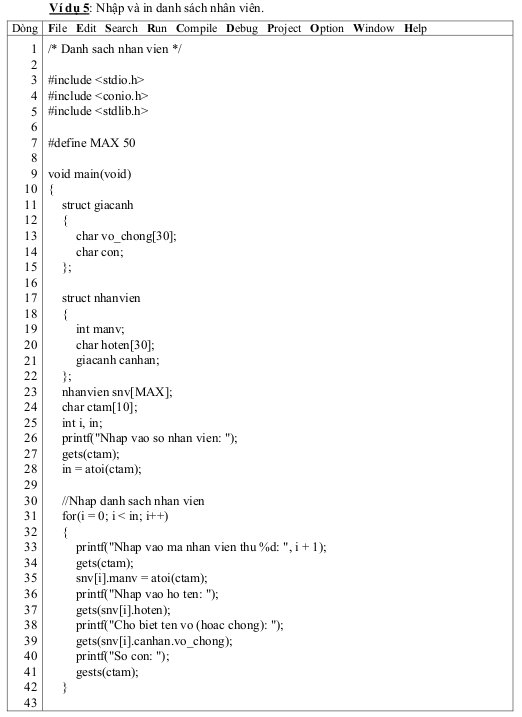 Ví dụ 5: Nhập và in danh sách nhân viên.
Dòng File Edit Search Run Compile Debug Project Option Window Help
1 /* Danh sach nhan vien */
2
3 #include <stdio.h>
4 #include <conio.h>
5 #include <stdlib.h>
6
7 #define MAX 50
8
9 void main(void)
10 {
11 struct giacanh
12 {
13 char vo_chong[30];
14 char con;
15 };
16
17 struct nhanvien
18 {
19 int manv;
20 char hoten[30];
21 giacanh canhan;
22 };
23 nhanvien snv[MAX];
24 char ctam[10];
25 int i, in;
26 printf("Nhap vao so nhan vien: ");
27 gets(ctam);
28 in = atoi(ctam);
29
30 //Nhap danh sach nhan vien
31 for(i = 0; i < in; i++)
32 {
33 printf("Nhap vao ma nhan vien thu %d: ", i + 1);
34 gets(ctam);
35 snv[i].manv = atoi(ctam);
36 printf("Nhap vao ho ten: ");
37 gets(snv[i].hoten);
38 printf("Cho biet ten vo (hoac chong): ");
39 gets(snv[i].canhan.vo_chong);
40 printf("So con: ");
41 gests(ctam);
42 }
43